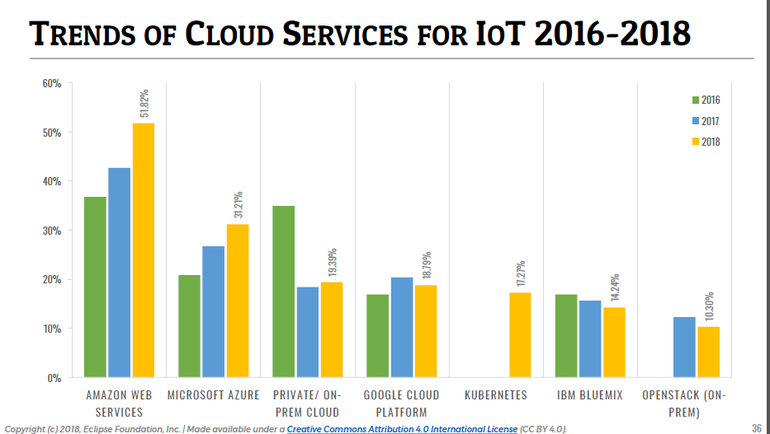 TRENDS OF CLOUD SERVICES FOR IOT 2016-2018
60%
50%
40%
30%
20%
10%
0%
51.82%
31.21%
19.39%
18.79%
17.27%
14.24%
10.30%
2016
2017
2018
AMAZON WEB
SERVICES
MICROSOFT AZURE
PRIVATE/ ON-
PREM CLOUD
GOOGLE CLOUD
PLATFORM
KUBERNETES
IBM BLUEMIX
OPENSTACK (ON-
PREM)
Copyright (c) 2018, Eclipse Foundation, Inc. | Made available under a Creative Commons Attribution 4.0 International License (CC BY 4.0).
36